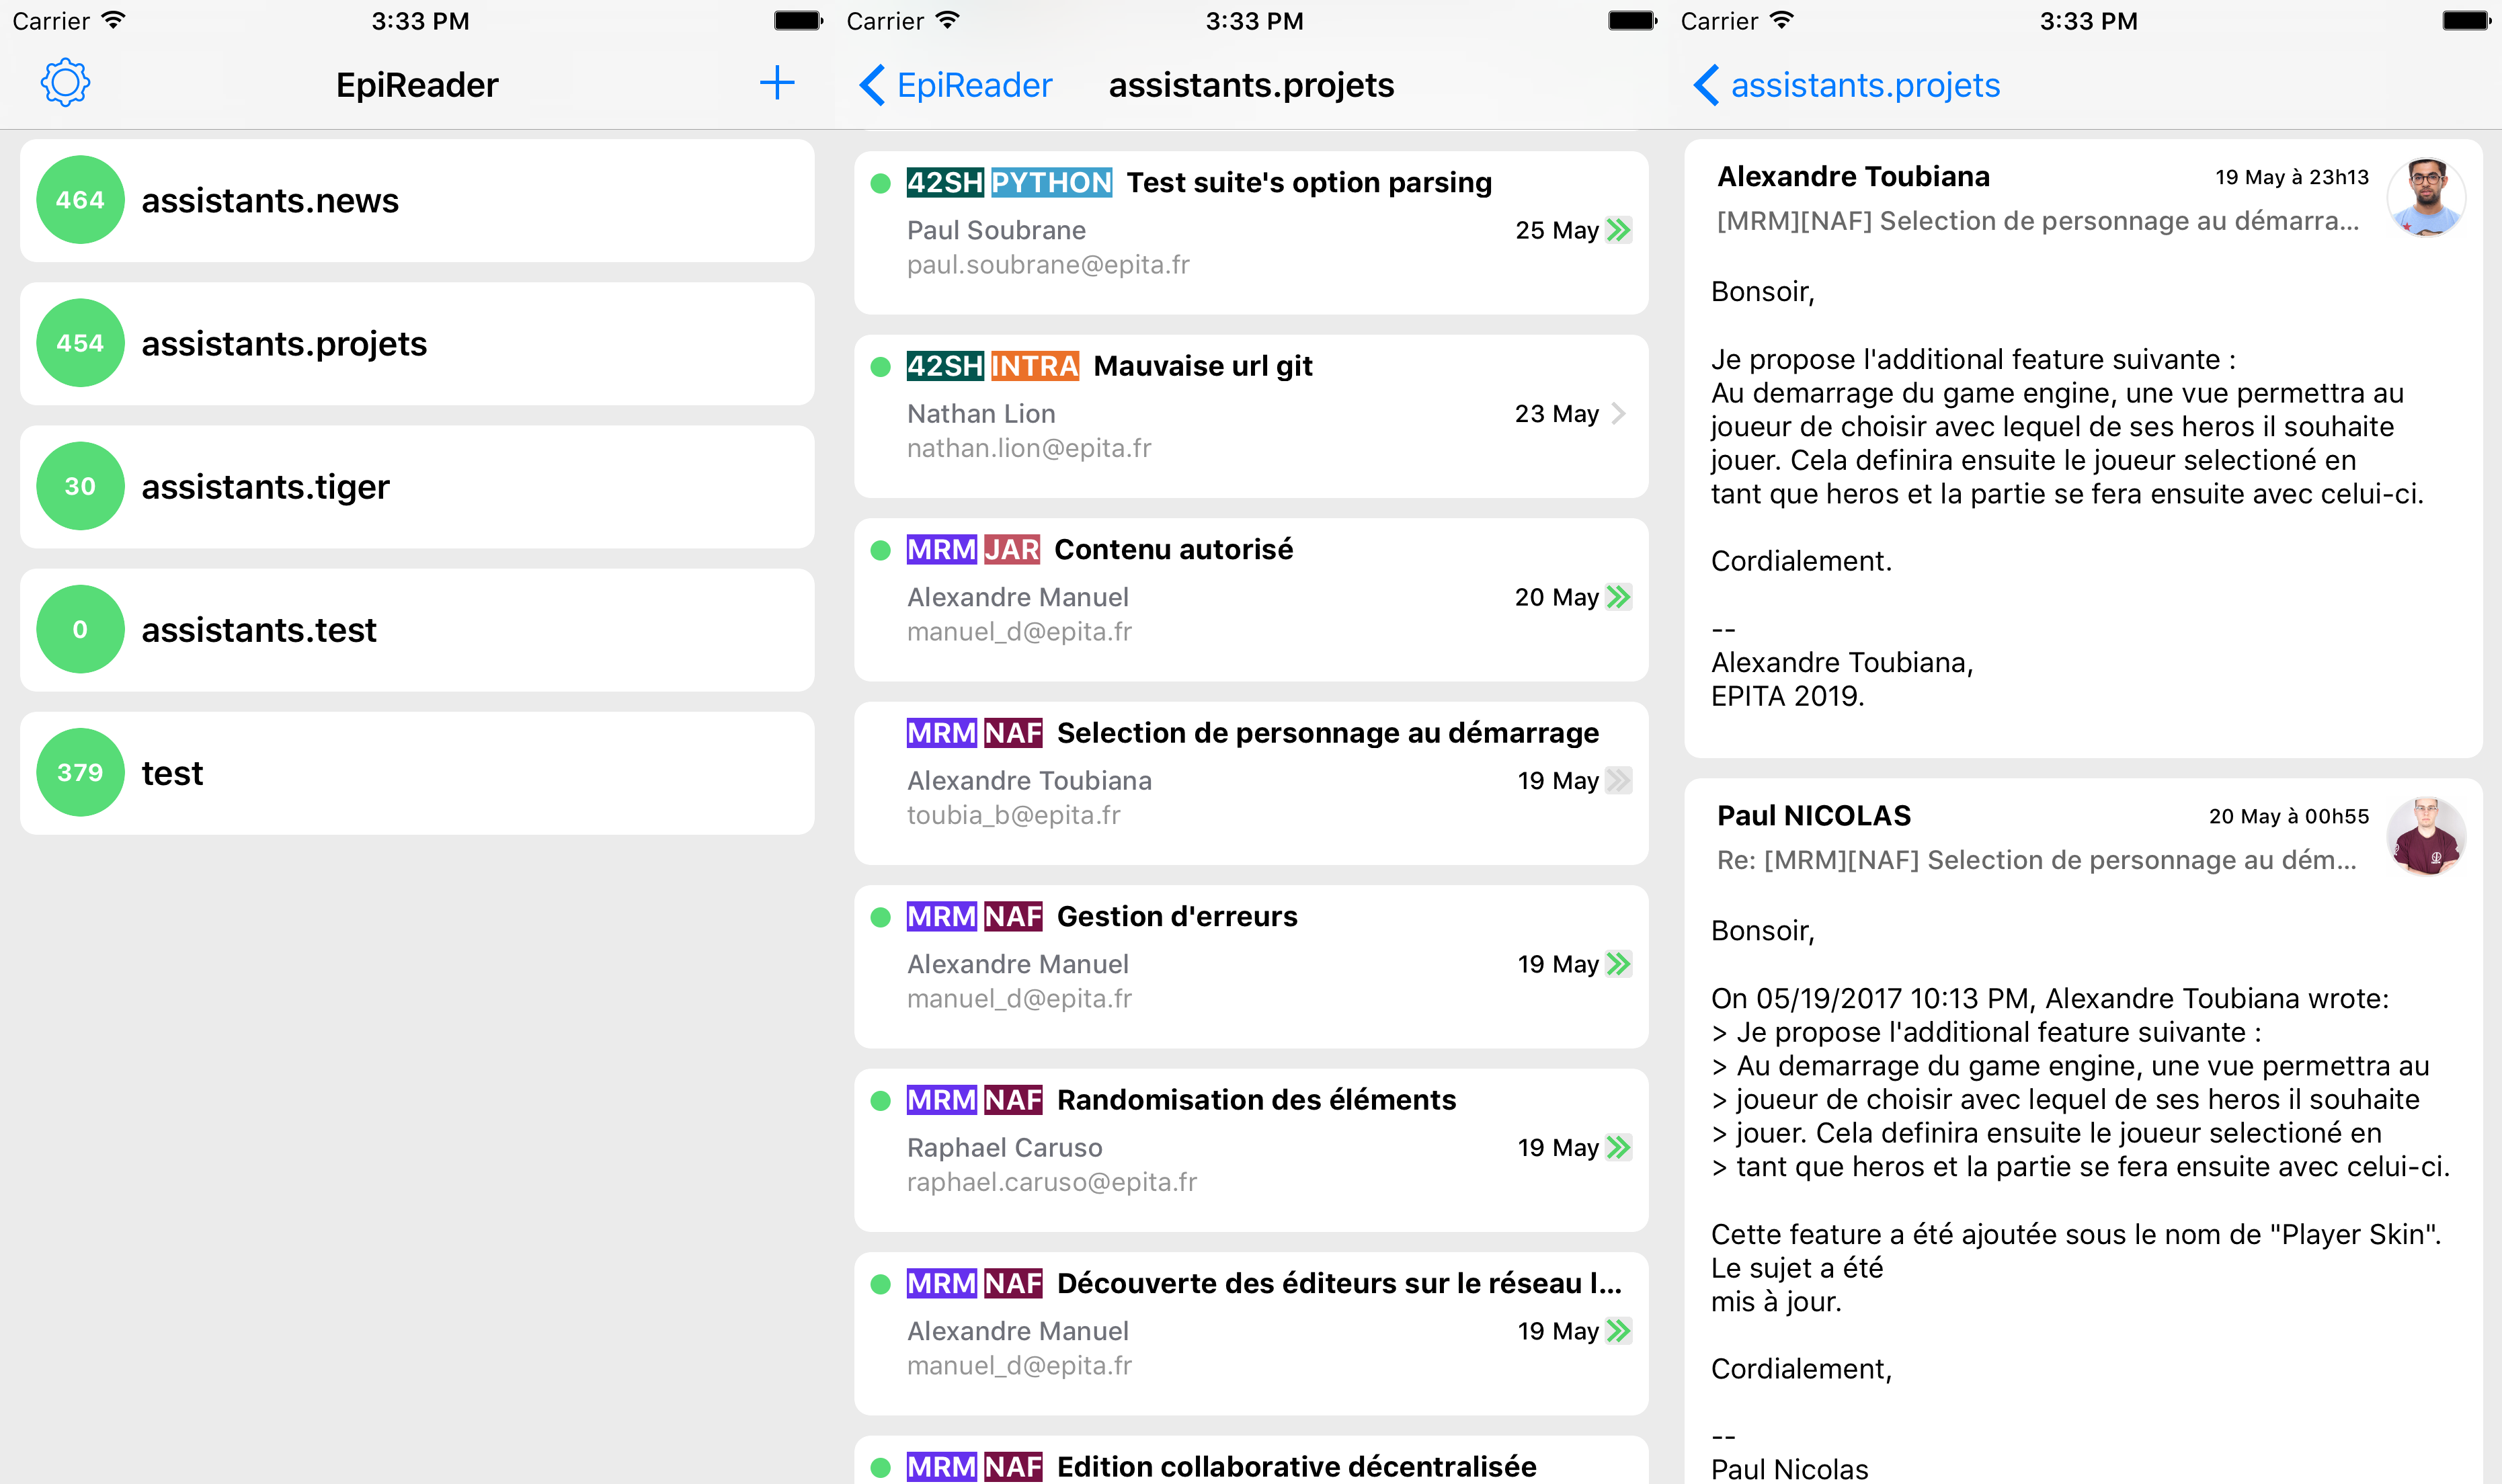 Carrier 3:33 PM
EpiReader
464 assistants.news
454 assistants.projets
30 assistants.tiger
0 assistants.test
379 test
Carrier 3:33 PM
EpiReader assistants.projets
42SH PYTHON Test suite's option parsing
Paul Soubrane 25 May
paul.soubrane@epita.fr
42SH INTRA Mauvaise url git
Nathan Lion 23 May
nathan.lion@epita.fr
MRM JAR Contenu autorisé
Alexandre Manuel 20 May
manuel_d@epita.fr
MRM NAF Selection de personnage au démarrage
Alexandre Toubiana 19 May
toubia_b@epita.fr
MRM NAF Gestion d'erreurs
Alexandre Manuel 19 May
manuel_d@epita.fr
MRM NAF Randomisation des éléments
Raphael Caruso 19 May
raphael.caruso@epita.fr
MRM NAF Découverte des éditeurs sur le réseau l...
Alexandre Manuel 19 May
manuel_d@epita.fr
MRM NAF Edition collaborative décentralisée
Carrier 3:33 PM
assistants.projets
Alexandre Toubiana 19 May à 23h13
[MRM][NAF] Selection de personnage au démarra...
Bonsoir,
Je propose l'additional feature suivante :
Au demarrage du game engine, une vue permettra au
joueur de choisir avec lequel de ses heros il souhaite
jouer. Cela definira ensuite le joueur selectioné en
tant que heros et la partie se fera ensuite avec celui-ci.
Cordialement.
--
Alexandre Toubiana,
EPITA 2019.
Paul NICOLAS 20 May à 00h55
Re: [MRM][NAF] Selection de personnage au dém...
Bonsoir,
On 05/19/2017 10:13 PM, Alexandre Toubiana wrote:
> Je propose l'additional feature suivante :
> Au demarrage du game engine, une vue permettra au
> joueur de choisir avec lequel de ses heros il souhaite
> jouer. Cela definira ensuite le joueur selectioné en
> tant que heros et la partie se fera ensuite avec celui-ci.
Cette feature a été ajoutée sous le nom de "Player Skin".
Le sujet a été
mis à jour.
Cordialement,
--
Paul Nicolas